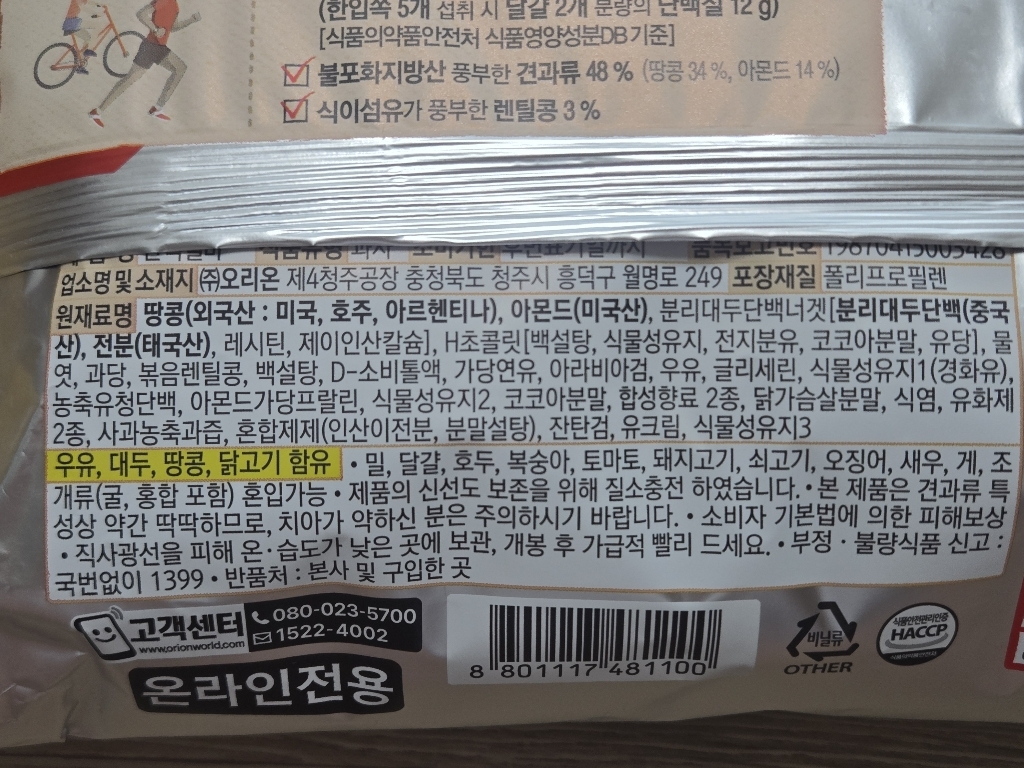 (한입쏙 5개 섭취 시 달걀 2개 분량의 단백질 12 g)
[식품의약품안전처 식품영양성분DB 기준]
불포화지방산 풍부한 견과류 48 % (땅콩 34 %, 아몬드 14 %)
식이섬유가 풍부한 렌틸콩 3 %
업소명 및 소재지 ㈜오리온 제4청주공장 충청북도 청주시 흥덕구 월명로 249 포장재질 폴리프로필렌
원재료명 땅콩(외국산 : 미국, 호주, 아르헨티나), 아몬드(미국산), 분리대두단백너겟[분리대두단백(중국
산), 전분(태국산), 레시틴, 제이인산칼슘], H초콜릿[백설탕, 식물성유지, 전지분유, 코코아분말, 유당], 물
엿, 과당, 볶음렌틸콩, 백설탕, D-소비톨액, 가당연유, 아라비아검, 우유, 글리세린, 식물성유지1(경화유),
농축유청단백, 아몬드가당프랄린, 식물성유지2, 코코아분말, 합성향료 2종, 닭가슴살분말, 식염, 유화제
2종, 사과농축과즙, 혼합제제(인산이전분, 분말설탕), 잔탄검, 유크림, 식물성유지3
우유, 대두, 땅콩, 닭고기 함유 • 밀, 달걀, 호두, 복숭아, 토마토, 돼지고기, 쇠고기, 오징어, 새우, 게, 조
개류(굴, 홍합 포함) 혼입가능 • 제품의 신선도 보존을 위해 질소충전 하였습니다. • 본 제품은 견과류 특
성상 약간 딱딱하므로, 치아가 약하신 분은 주의하시기 바랍니다. • 소비자 기본법에 의한 피해보상
• 직사광선을 피해 온·습도가 낮은 곳에 보관, 개봉 후 가급적 빨리 드세요. • 부정·불량식품 신고 :
국번없이 1399 • 반품처 : 본사 및 구입한 곳
고객센터 080-023-5700
www.orionworld.com 1522-4002
온라인전용
8 801117 481100
비닐류
OTHER
식품안전관리인증
HACCP
식품의약품안전처